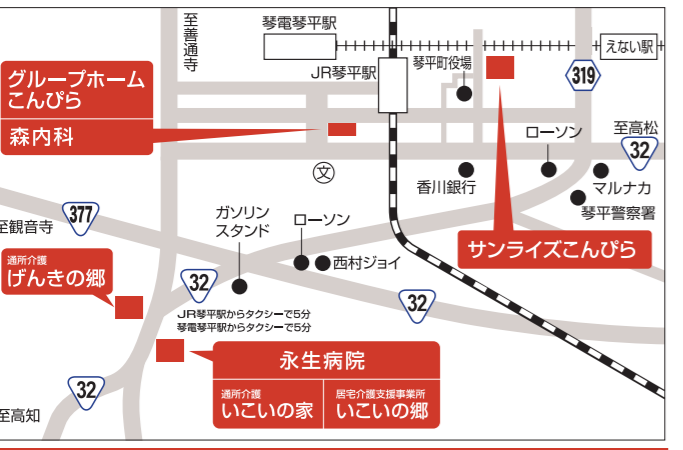 至善通寺
琴電琴平駅
えない駅
JR琴平駅
琴平町役場
319
グループホーム
こんぴら
森内科
ローソン
至高松
32
文
香川銀行
マルナカ
琴平警察署
377
至観音寺
ガソリン
スタンド
ローソン
西村ジョイ
サンライズこんぴら
通所介護
げんきの郷
32
32
JR琴平駅からタクシーで5分
琴電琴平駅からタクシーで5分
永生病院
通所介護
いこいの家
居宅介護支援事業所
いこいの郷
32
至高知